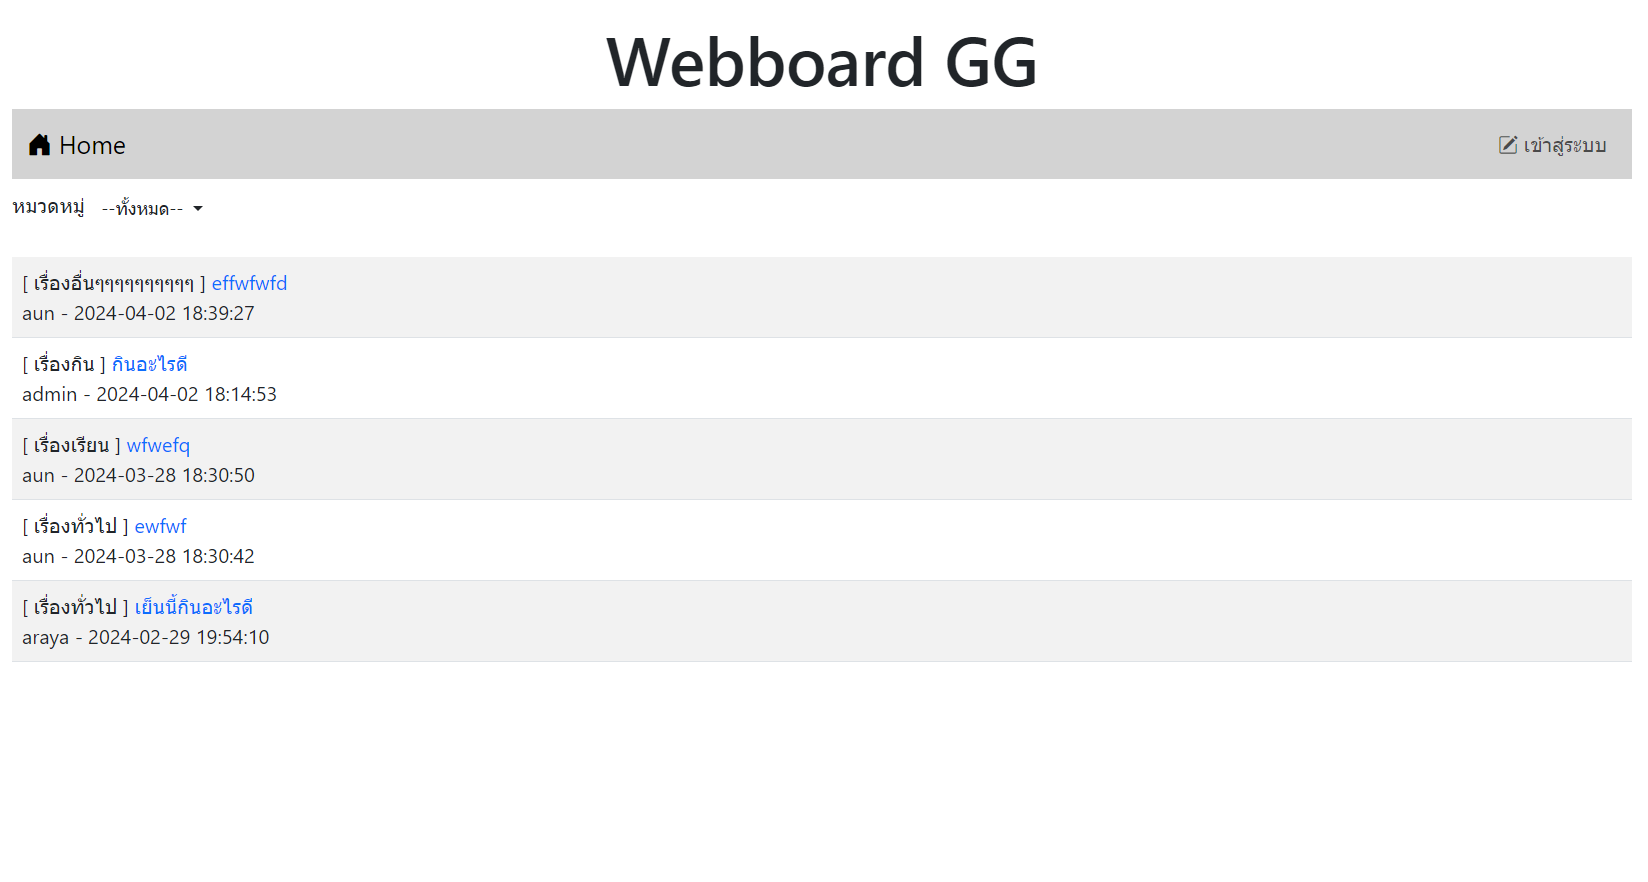 Webboard GG
Home
เข้าสู่ระบบ
หมวดหมู่ --ทั้งหมด--
[ เรื่องอื่นๆๆๆๆๆๆๆๆๆๆ ] effwfwfd
aun - 2024-04-02 18:39:27
[ เรื่องกิน ] กินอะไรดี
admin - 2024-04-02 18:14:53
[ เรื่องเรียน ] wfwefq
aun - 2024-03-28 18:30:50
[ เรื่องทั่วไป ] ewfwf
aun - 2024-03-28 18:30:42
[ เรื่องทั่วไป ] เย็นนี้กินอะไรดี
araya - 2024-02-29 19:54:10